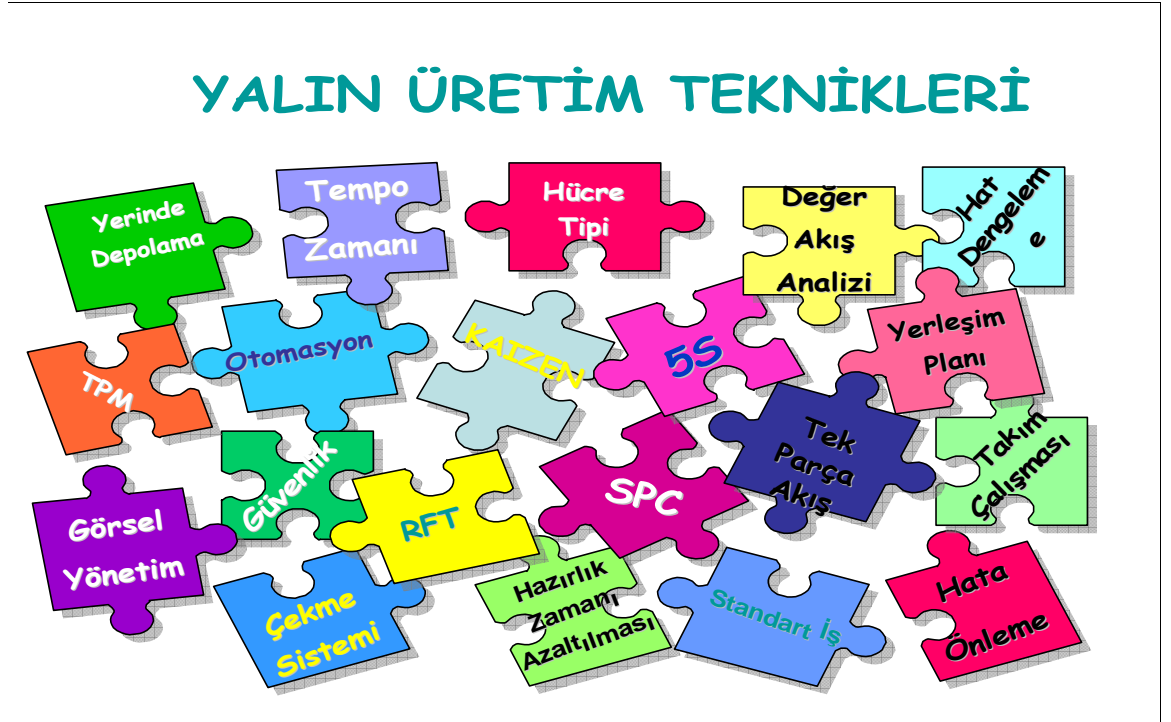 YALIN ÜRETİM TEKNİKLERİ
Yerinde
Depolama
Tempo
Zamanı
Hücre
Tipi
Değer
Akış
Analizi
Hat
Dengelem
e
TPM
Otomasyon
KAIZEN
5S
Yerleşim
Planı
Güvenlik
RFT
SPC
Tek
Parça
Akış
Takım
Çalışması
Görsel
Yönetim
Çekme
Sistemi
Hazırlık
Zamanı
Azaltılması
Standart İş
Hata
Önleme